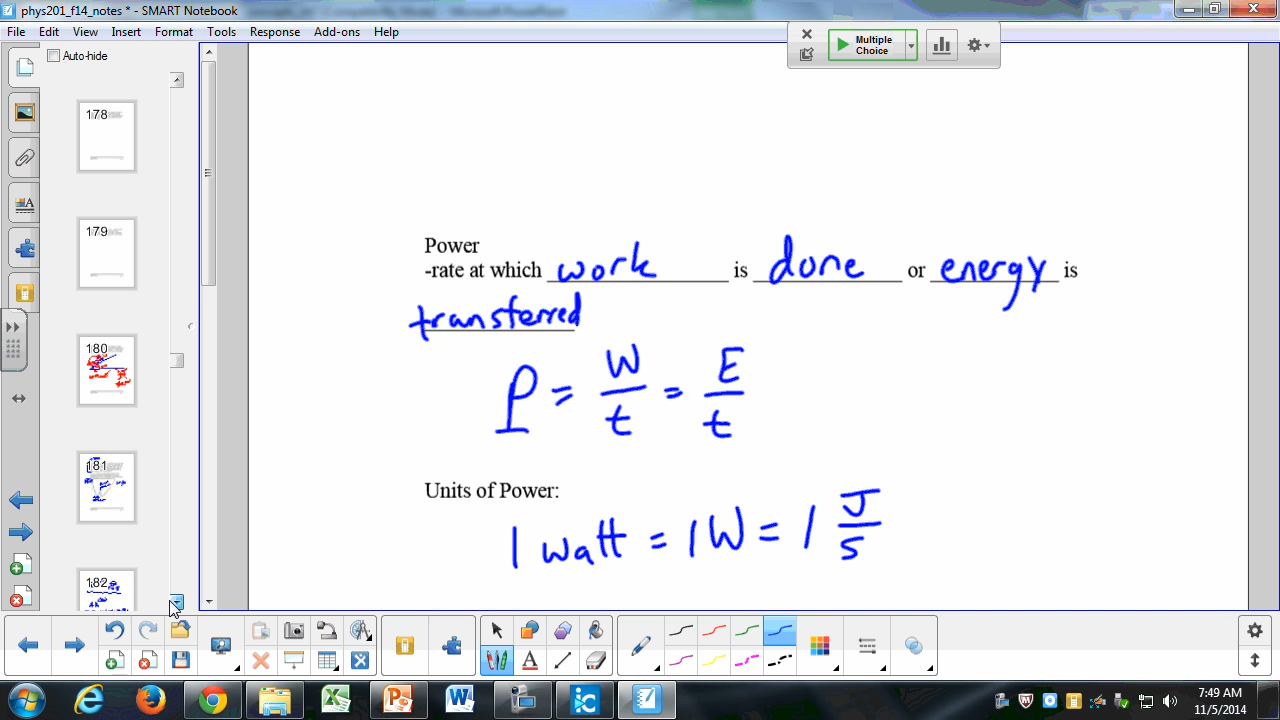 phys201_f14_notes * - SMART Notebook
File Edit View Insert Format Tools Response Add-ons Help
Multiple Choice
Auto-hide
178
179
180
181
182
Power
-rate at which work is done or energy is
transferred
P = W/t = E/t
Units of Power:
1 watt = 1W = 1 J/s
7:49 AM
11/5/2014